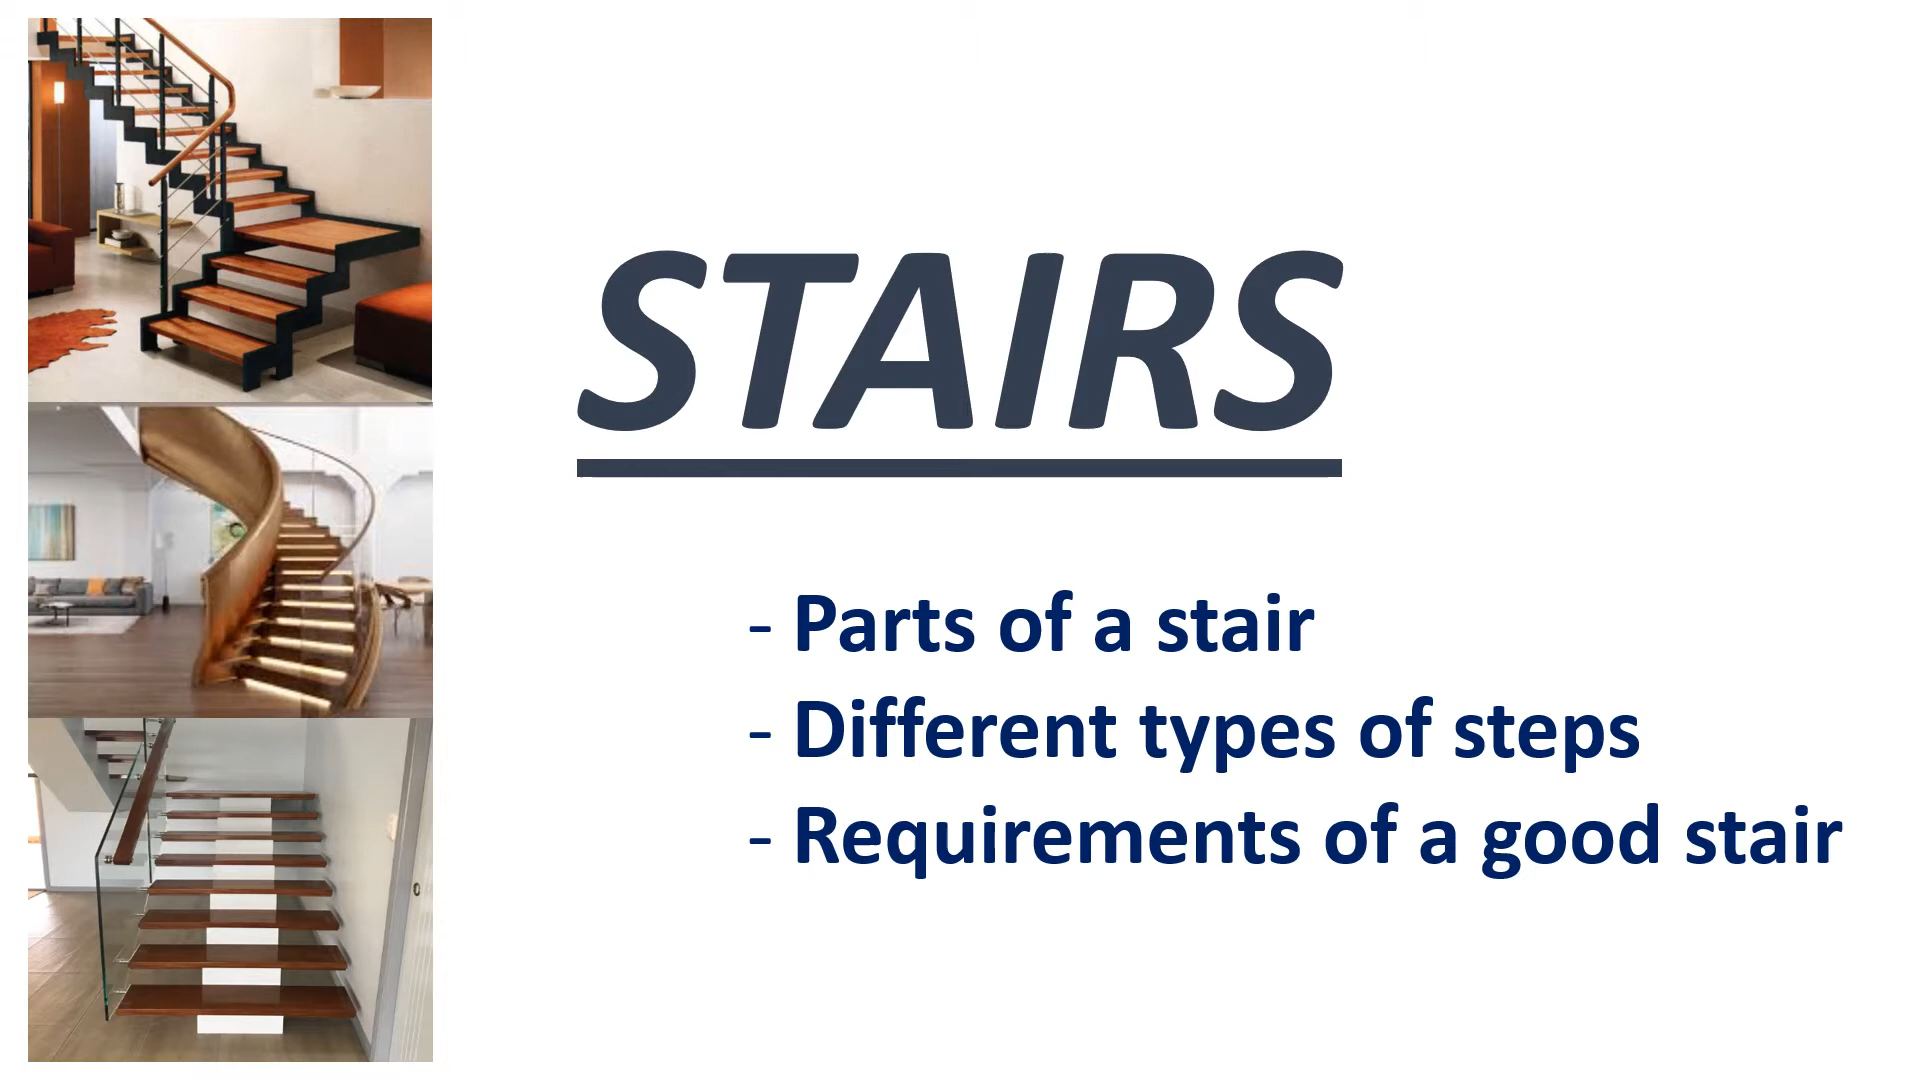 STAIRS
- Parts of a stair
- Different types of steps
- Requirements of a good stair